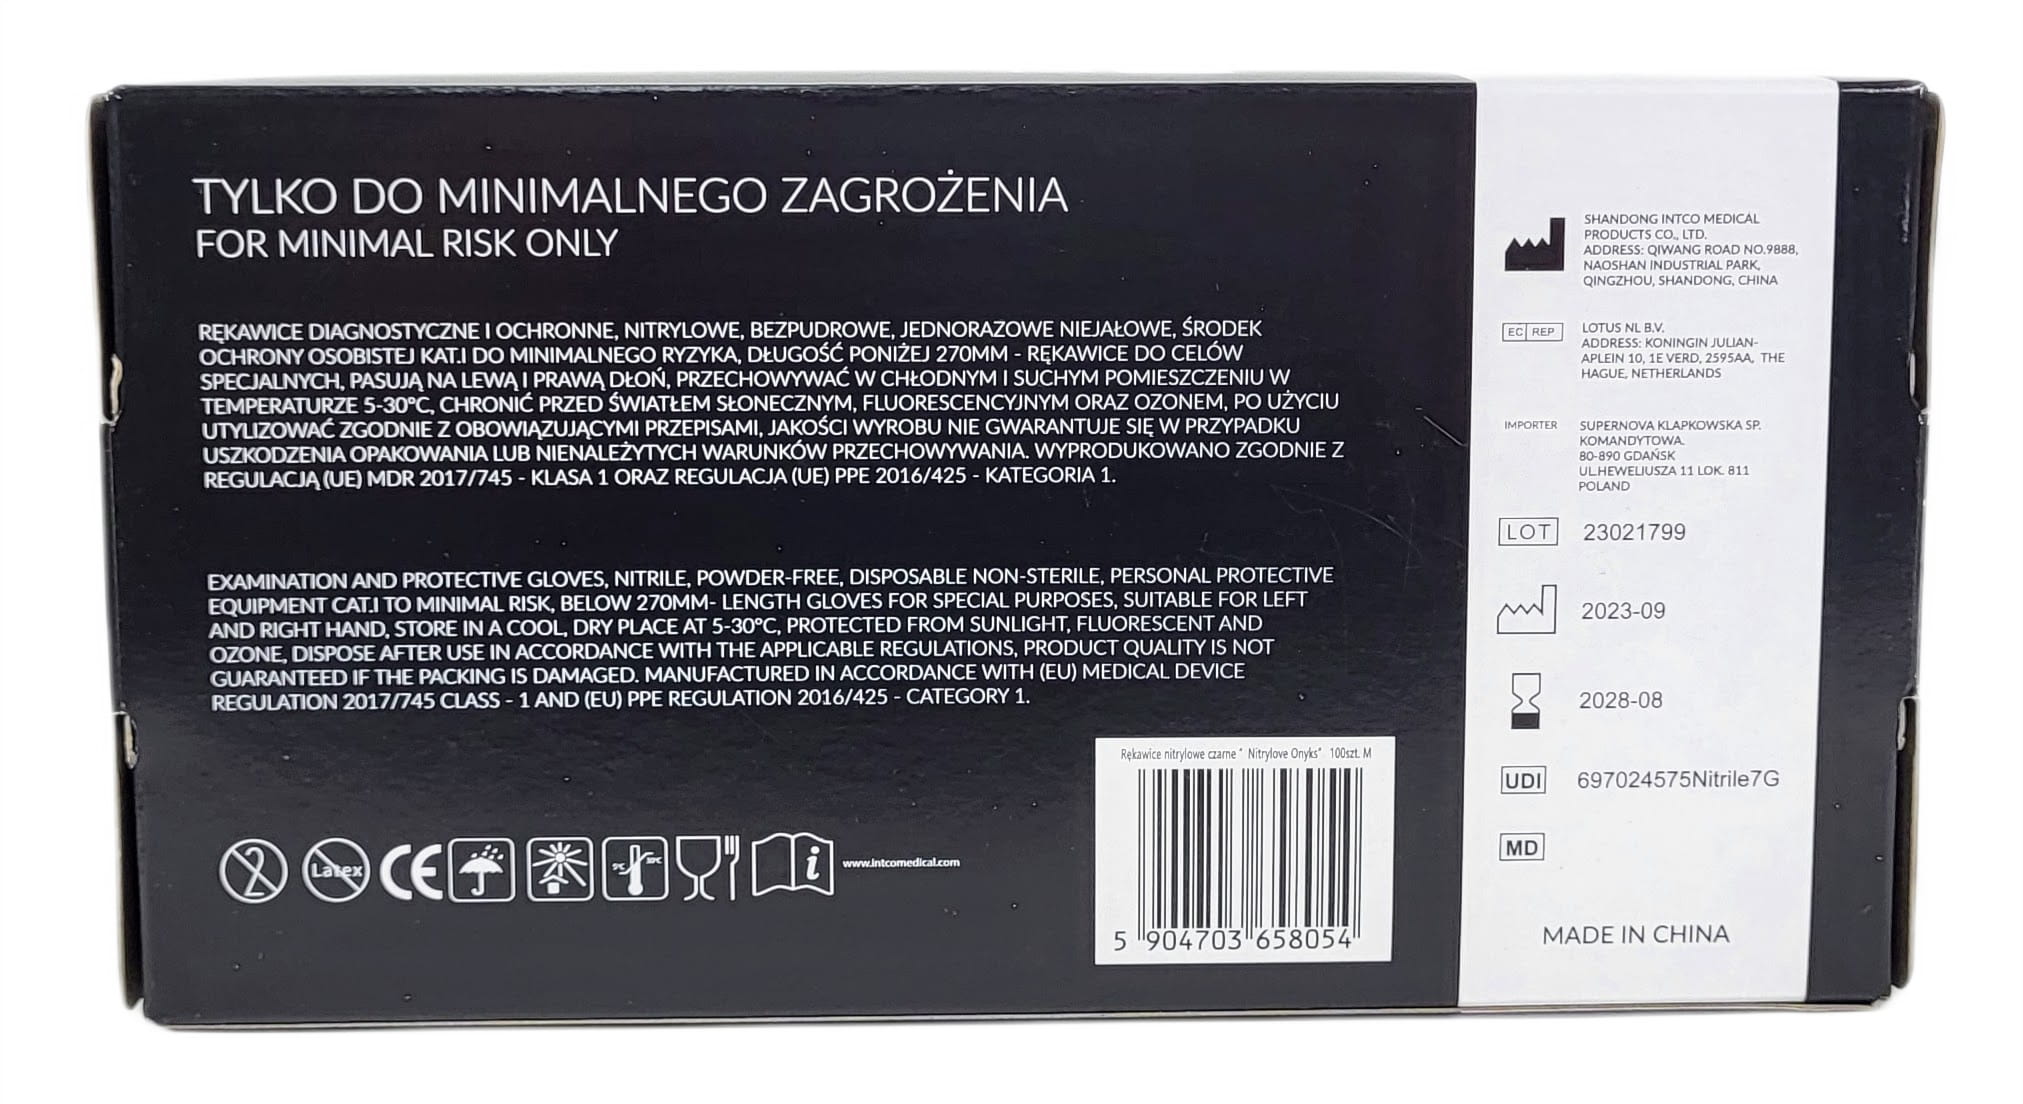 TYLKO DO MINIMALNEGO ZAGROŻENIA
FOR MINIMAL RISK ONLY
RĘKAWICE DIAGNOSTYCZNE I OCHRONNE, NITRYLOWE, BEZPUDROWE, JEDNORAZOWE NIEJAŁOWE, ŚRODEK
OCHRONY OSOBISTEJ KAT.I DO MINIMALNEGO RYZYKA, DŁUGOŚĆ PONIŻEJ 270MM - RĘKAWICE DO CELÓW
SPECJALNYCH, PASUJĄ NA LEWĄ I PRAWĄ DŁOŃ, PRZECHOWYWAĆ W CHŁODNYM I SUCHYM POMIESZCZENIU W
TEMPERATURZE 5-30°C, CHRONIĆ PRZED ŚWIATŁEM SŁONECZNYM, FLUORESCENCYJNYM ORAZ OZONEM, PO UŻYCIU
UTYLIZOWAĆ ZGODNIE Z OBOWIĄZUJĄCYMI PRZEPISAMI, JAKOŚCI WYROBU NIE GWARANTUJE SIĘ W PRZYPADKU
USZKODZENIA OPAKOWANIA LUB NIENALEŻYTYCH WARUNKÓW PRZECHOWYWANIA. WYPRODUKOWANO ZGODNIE Z
REGULACJĄ (UE) MDR 2017/745 - KLASA 1 ORAZ REGULACJA (UE) PPE 2016/425 - KATEGORIA 1.
EXAMINATION AND PROTECTIVE GLOVES, NITRILE, POWDER-FREE, DISPOSABLE NON-STERILE, PERSONAL PROTECTIVE
EQUIPMENT CAT.I TO MINIMAL RISK, BELOW 270MM- LENGTH GLOVES FOR SPECIAL PURPOSES, SUITABLE FOR LEFT
AND RIGHT HAND, STORE IN A COOL, DRY PLACE AT 5-30°C, PROTECTED FROM SUNLIGHT, FLUORESCENT AND
OZONE, DISPOSE AFTER USE IN ACCORDANCE WITH THE APPLICABLE REGULATIONS, PRODUCT QUALITY IS NOT
GUARANTEED IF THE PACKING IS DAMAGED. MANUFACTURED IN ACCORDANCE WITH (EU) MEDICAL DEVICE
REGULATION 2017/745 CLASS - 1 AND (EU) PPE REGULATION 2016/425 - CATEGORY 1.
2
Latex
CE
5°C 30°C
i
www.intcomedical.com
Rękawice nitrylowe czarne " Nitrylove Onyks" 100szt. M
5 904703 658054
SHANDONG INTCO MEDICAL
PRODUCTS CO., LTD.
ADDRESS: QIWANG ROAD NO.9888,
NAOSHAN INDUSTRIAL PARK,
QINGZHOU, SHANDONG, CHINA
EC REP
LOTUS NL B.V.
ADDRESS: KONINGIN JULIAN-
APLEIN 10, 1E VERD, 2595AA, THE
HAGUE, NETHERLANDS
IMPORTER
SUPERNOVA KLAPKOWSKA SP.
KOMANDYTOWA.
80-890 GDAŃSK
UL.HEWELIUSZA 11 LOK. 811
POLAND
LOT 23021799
2023-09
2028-08
UDI 697024575Nitrile7G
MD
MADE IN CHINA